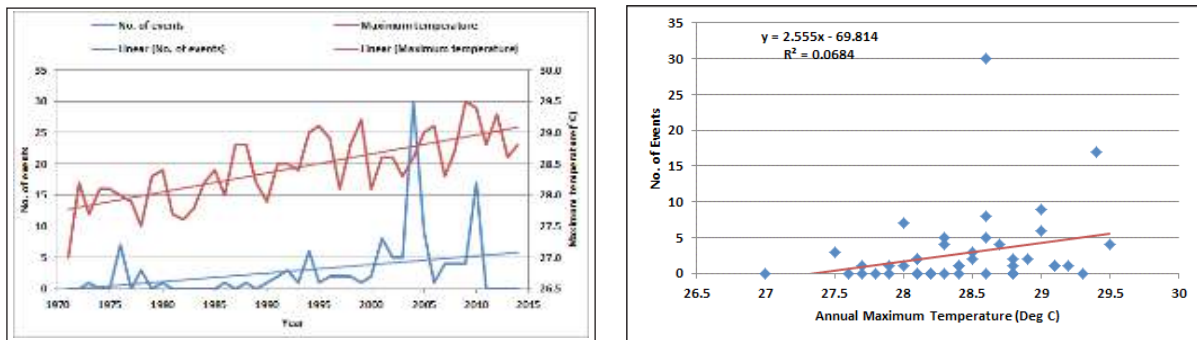 No. of events Maximum temperature
Linear (No. of events) Linear (Maximum temperature)
35 30.0
30 29.5
25 29.0
20 28.5
15 28.0
10 27.5
5 27.0
0 26.5
1970 1975 1980 1985 1990 1995 2000 2005 2010 2015
Year
No. of events
Maximum temperature (°C)
y = 2.555x - 69.814
R² = 0.0684
35
30
25
20
15
10
5
0
26.5 27 27.5 28 28.5 29 29.5 30
Annual Maximum Temperature (Deg C)
No. of Events